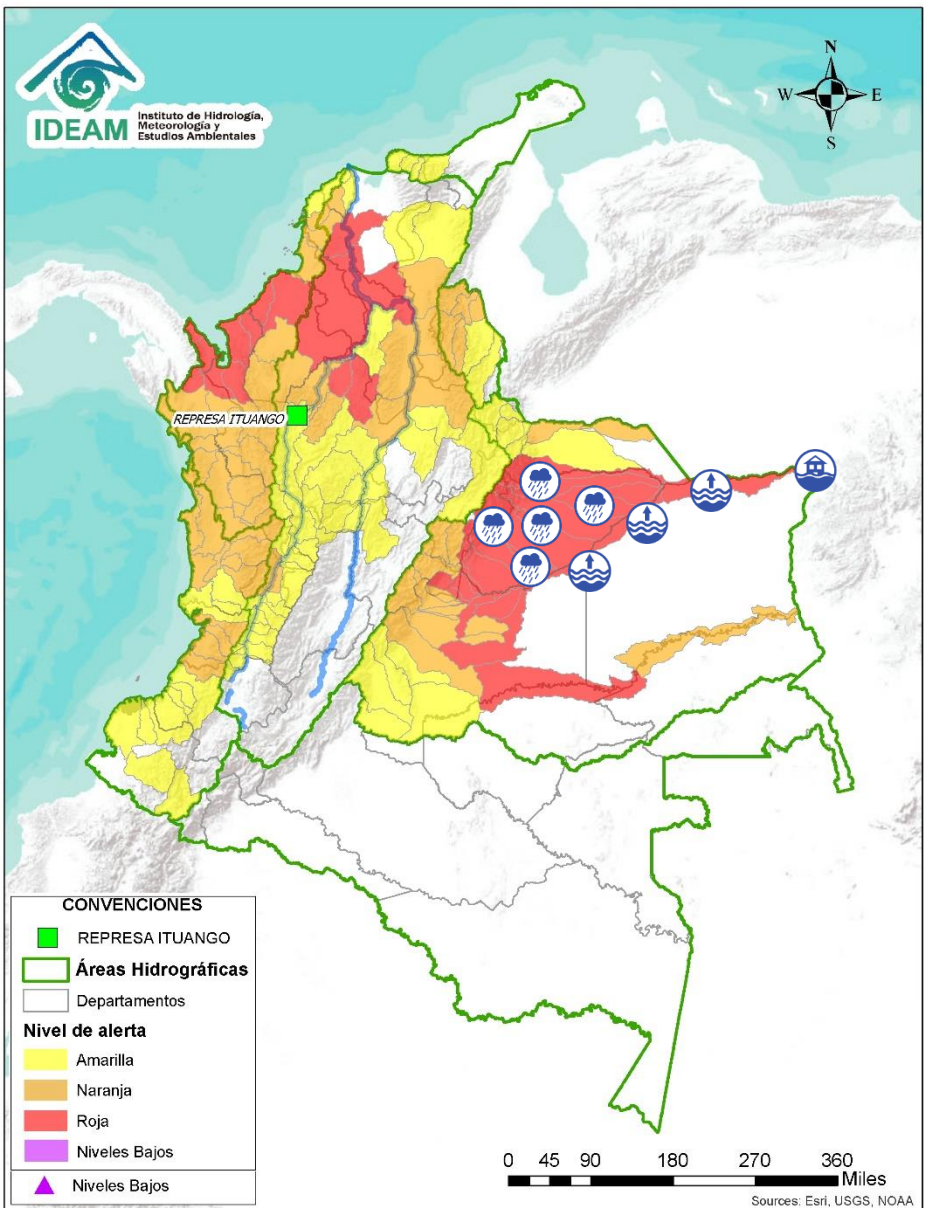 IDEAM
Instituto de Hidrología,
Meteorología y
Estudios Ambientales
N
W
E
S
REPRESA ITUANGO
CONVENCIONES
REPRESA ITUANGO
Áreas Hidrográficas
Departamentos
Nivel de alerta
Amarilla
Naranja
Roja
Niveles Bajos
Niveles Bajos
0 45 90 180 270 360
Miles
Sources: Esri, USGS, NOAA